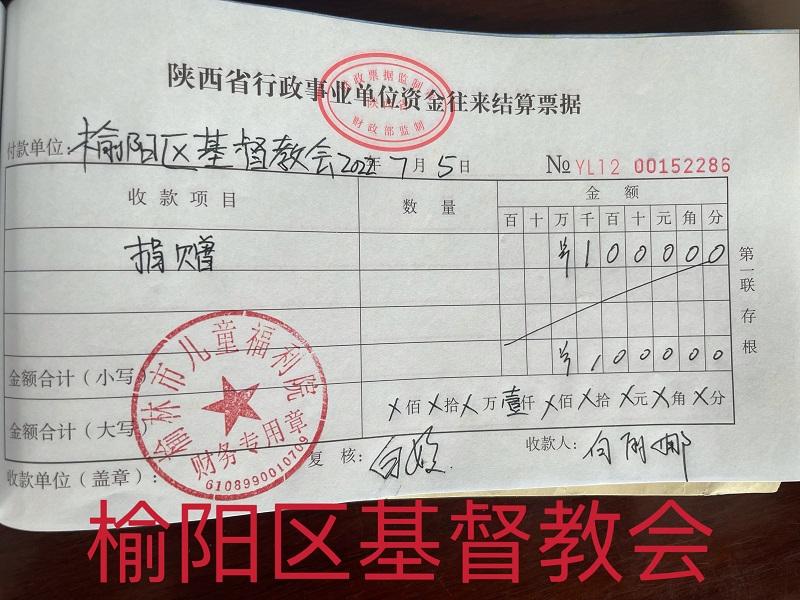 陕西省行政事业单位资金往来结算票据
财政部监制
付款单位：榆阳区基督教会 2022年7月5日 № YL12 00152286
收款项目 数量 金额
百 十 万 千 百 十 元 角 分
捐赠 1 0 0 0 0 0
第一联 存根
金额合计（小写） 1 0 0 0 0 0
金额合计（大写） X佰X拾X万壹仟X佰X拾X元X角X分
榆林市儿童福利院
财务专用章
6108990010709
收款单位（盖章）： 复核： 收款人：
榆阳区基督教会